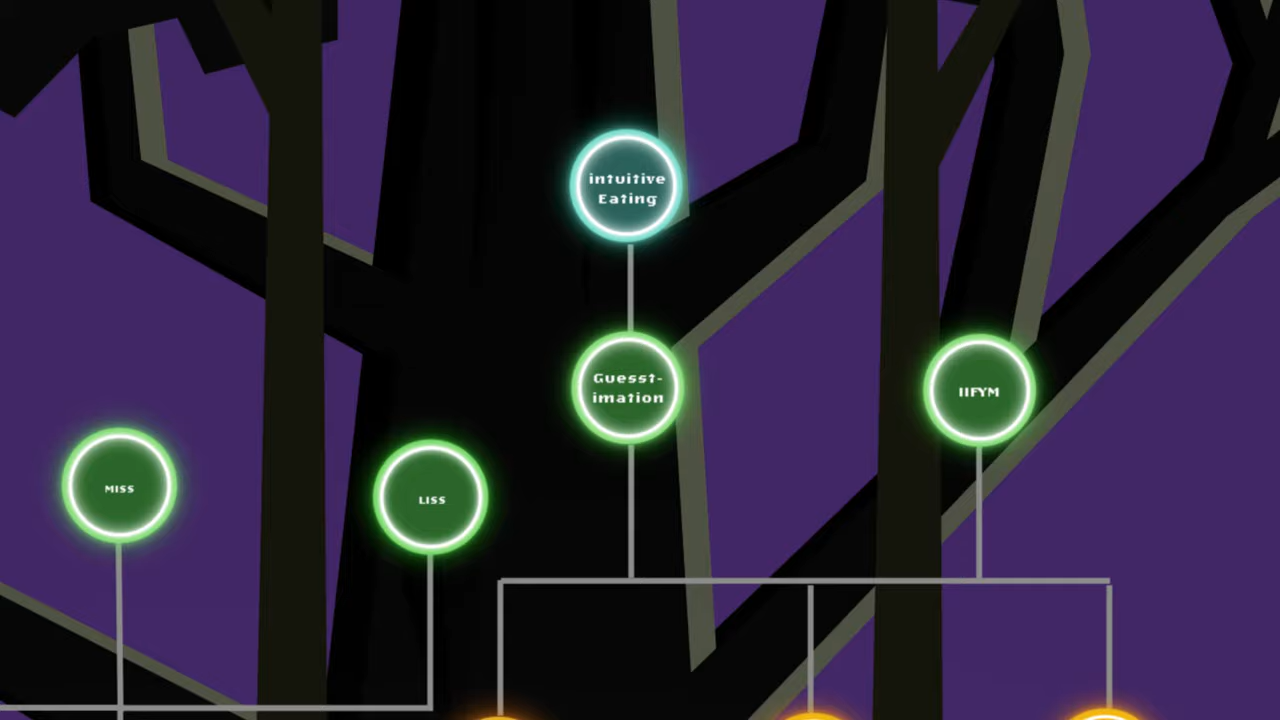 intuitive
Eating
Guesst-
imation
IIFYM
MISS
LISS